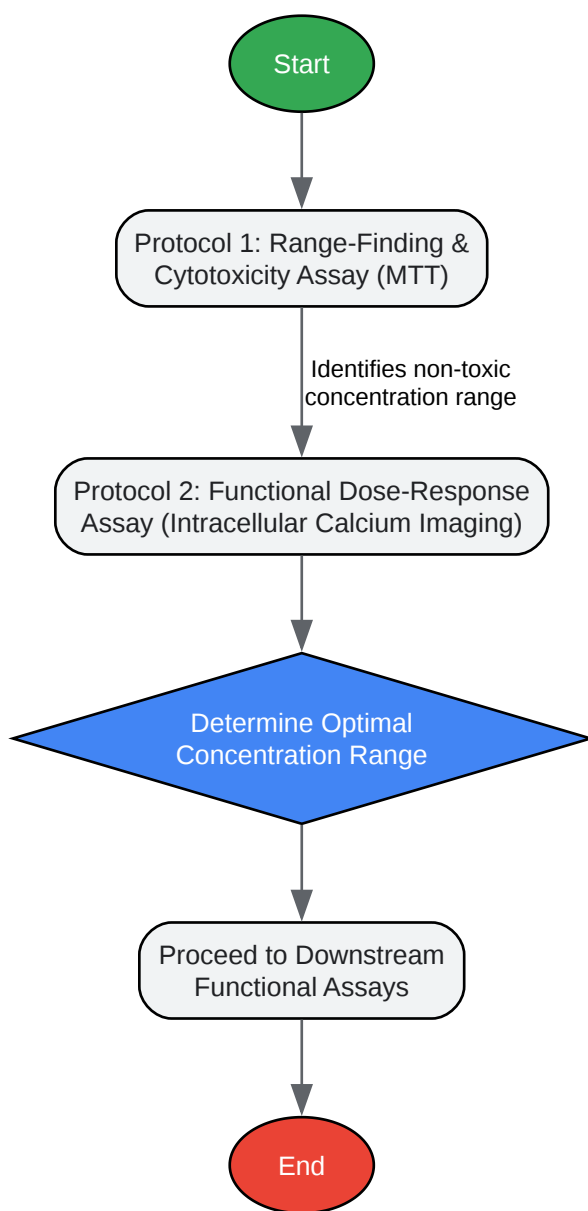 Start
Protocol 1: Range-Finding &
Cytotoxicity Assay (MTT)
Identifies non-toxic
concentration range
Protocol 2: Functional Dose-Response
Assay (Intracellular Calcium Imaging)
Determine Optimal
Concentration Range
Proceed to Downstream
Functional Assays
End